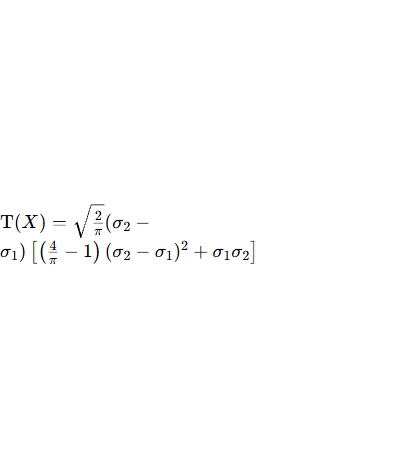 T(X) = √(2/π)(σ₂ −
σ₁) [(4/π − 1) (σ₂ − σ₁)² + σ₁σ₂]